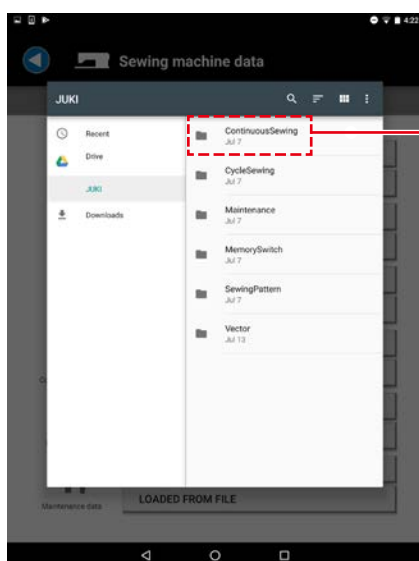 4:22
Sewing machine data
JUKI
Recent
Drive
JUKI
Downloads
ContinuousSewing
Jul 7
CycleSewing
Jul 7
Maintenance
Jul 7
MemorySwitch
Jul 7
SewingPattern
Jul 7
Vector
Jul 13
Maintenance data
LOADED FROM FILE